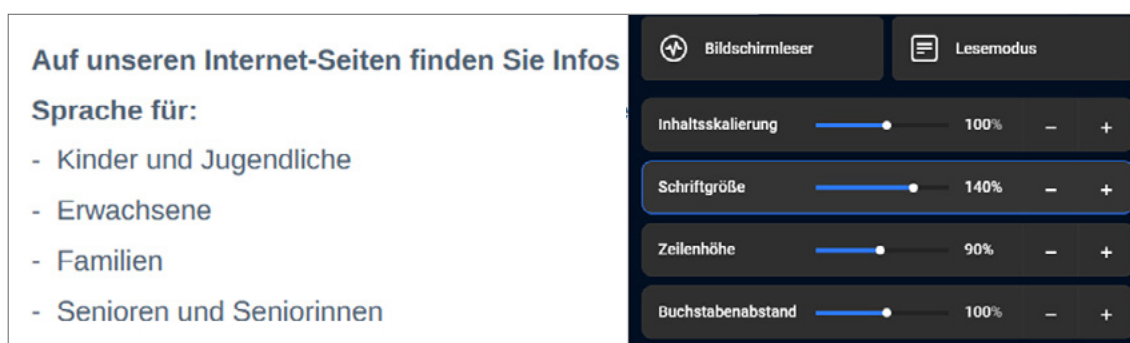 Auf unseren Internet-Seiten finden Sie Infos
Sprache für:
- Kinder und Jugendliche
- Erwachsene
- Familien
- Senioren und Seniorinnen
Bildschirmleser
Lesemodus
Inhaltsskalierung 100% − +
Schriftgröße 140% − +
Zeilenhöhe 90% − +
Buchstabenabstand 100% − +